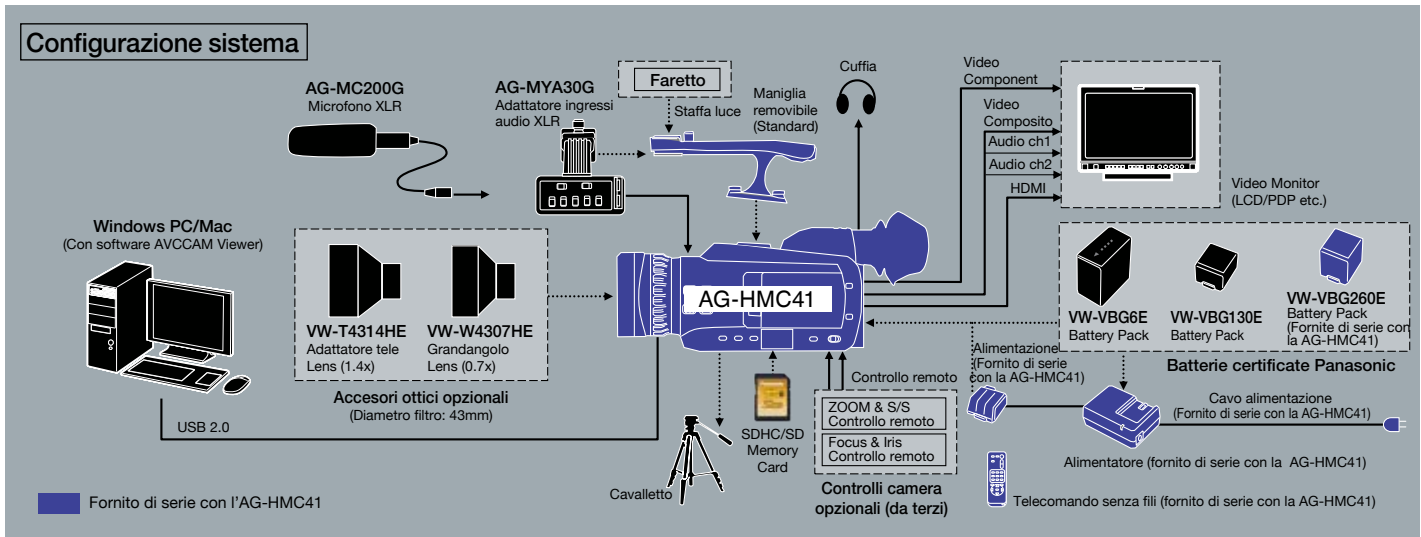 Configurazione sistema
AG-MC200G
Microfono XLR
AG-MYA30G
Adattatore ingressi
audio XLR
Faretto
Staffa luce
Maniglia
removibile
(Standard)
Cuffia
Video
Component
Video
Composito
Audio ch1
Audio ch2
HDMI
Video Monitor
(LCD/PDP etc.)
Windows PC/Mac
(Con software AVCCAM Viewer)
VW-T4314HE
Adattatore tele
Lens (1.4x)
VW-W4307HE
Grandangolo
Lens (0.7x)
Accesori ottici opzionali
(Diametro filtro: 43mm)
USB 2.0
AG-HMC41
VW-VBG6E
Battery Pack
VW-VBG130E
Battery Pack
VW-VBG260E
Battery Pack
(Fornite di serie con
la AG-HMC41)
Batterie certificate Panasonic
Alimentazione
(Fornito di serie
con la AG-HMC41)
Cavo alimentazione
(Fornito di serie con la AG-HMC41)
Alimentatore (fornito di serie con la AG-HMC41)
Telecomando senza fili (fornito di serie con la AG-HMC41)
Controllo remoto
ZOOM & S/S
Controllo remoto
Focus & Iris
Controllo remoto
Controlli camera
opzionali (da terzi)
SDHC/SD
Memory
Card
Cavalletto
Fornito di serie con l'AG-HMC41